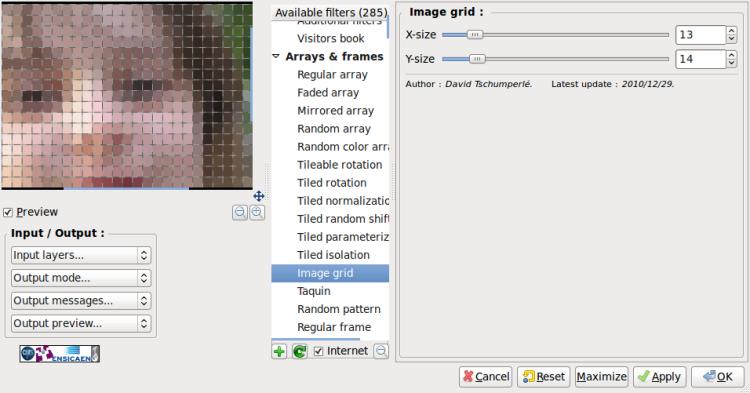 Available filters (285)
Additional filters
Visitors book
Arrays & frames
Regular array
Faded array
Mirrored array
Random array
Random color arra
Tileable rotation
Tiled rotation
Tiled normalizatio
Tiled random shift
Tiled parameteriz
Tiled isolation
Image grid
Taquin
Random pattern
Regular frame
Internet
Preview
Input / Output :
Input layers...
Output mode...
Output messages...
Output preview...
ENSICAEN
Image grid :
X-size
13
Y-size
14
Author : David Tschumperlé. Latest update : 2010/12/29.
Cancel
Reset
Maximize
Apply
OK